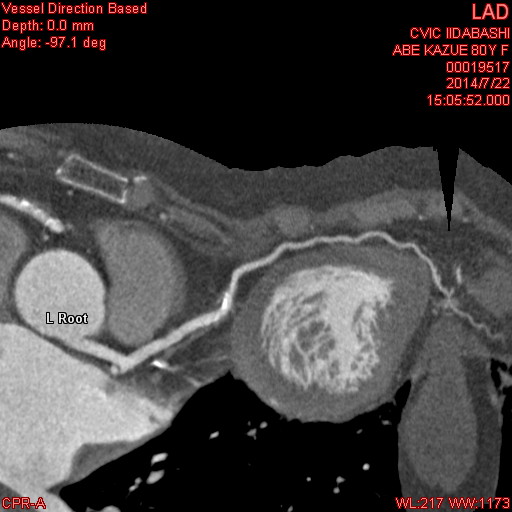 Vessel Direction Based
Depth: 0.0 mm
Angle: -97.1 deg
LAD
CVIC IIDABASHI
ABE KAZUE 80Y F
00019517
2014/7/22
15:05:52.000
L Root
CPR-A
WL:217 WW:1173